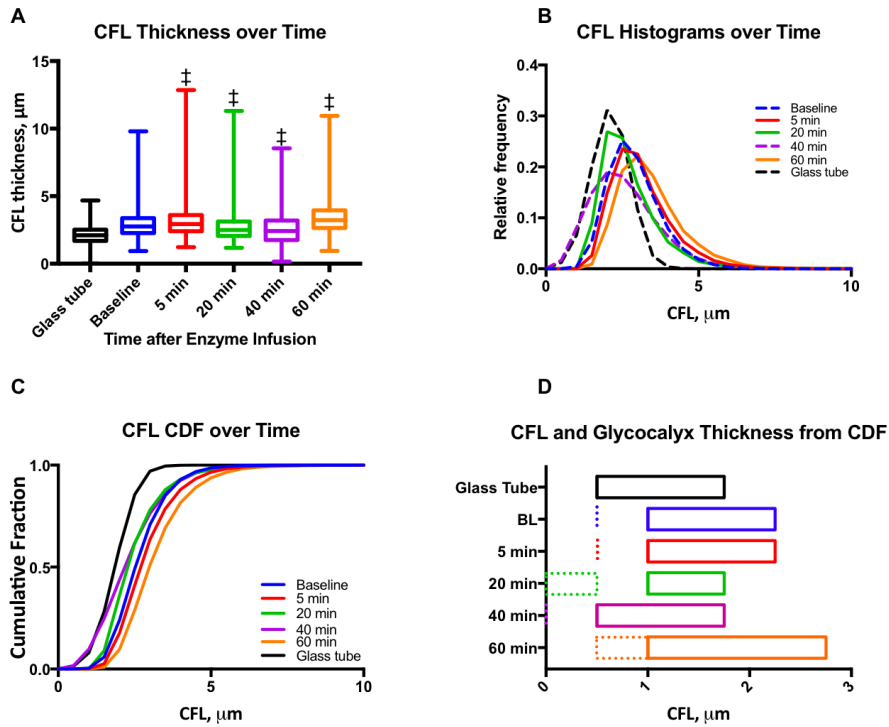 A
CFL Thickness over Time
CFL thickness, μm
15
10
5
0
‡
‡
‡
‡
Glass tube
Baseline
5 min
20 min
40 min
60 min
Time after Enzyme Infusion
B
CFL Histograms over Time
Relative frequency
0.4
0.3
0.2
0.1
0.0
0
5
10
Baseline
5 min
20 min
40 min
60 min
Glass tube
CFL, μm
C
CFL CDF over Time
Cumulative Fraction
1.0
0.5
0.0
0
5
10
Baseline
5 min
20 min
40 min
60 min
Glass tube
CFL, μm
D
CFL and Glycocalyx Thickness from CDF
Glass Tube
BL
5 min
20 min
40 min
60 min
0
1
2
3
CFL, μm